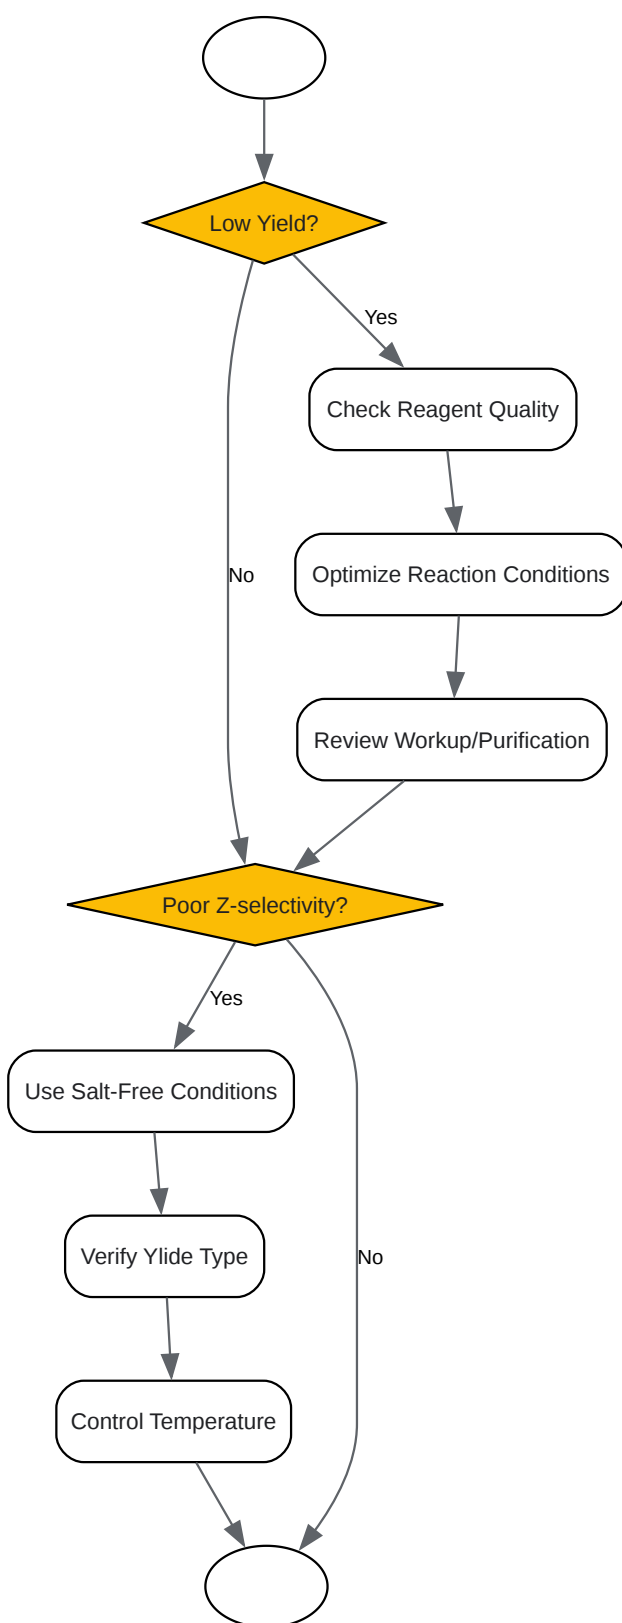 Low Yield?
Yes
Check Reagent Quality
No
Optimize Reaction Conditions
Review Workup/Purification
Poor Z-selectivity?
Yes
Use Salt-Free Conditions
Verify Ylide Type
No
Control Temperature